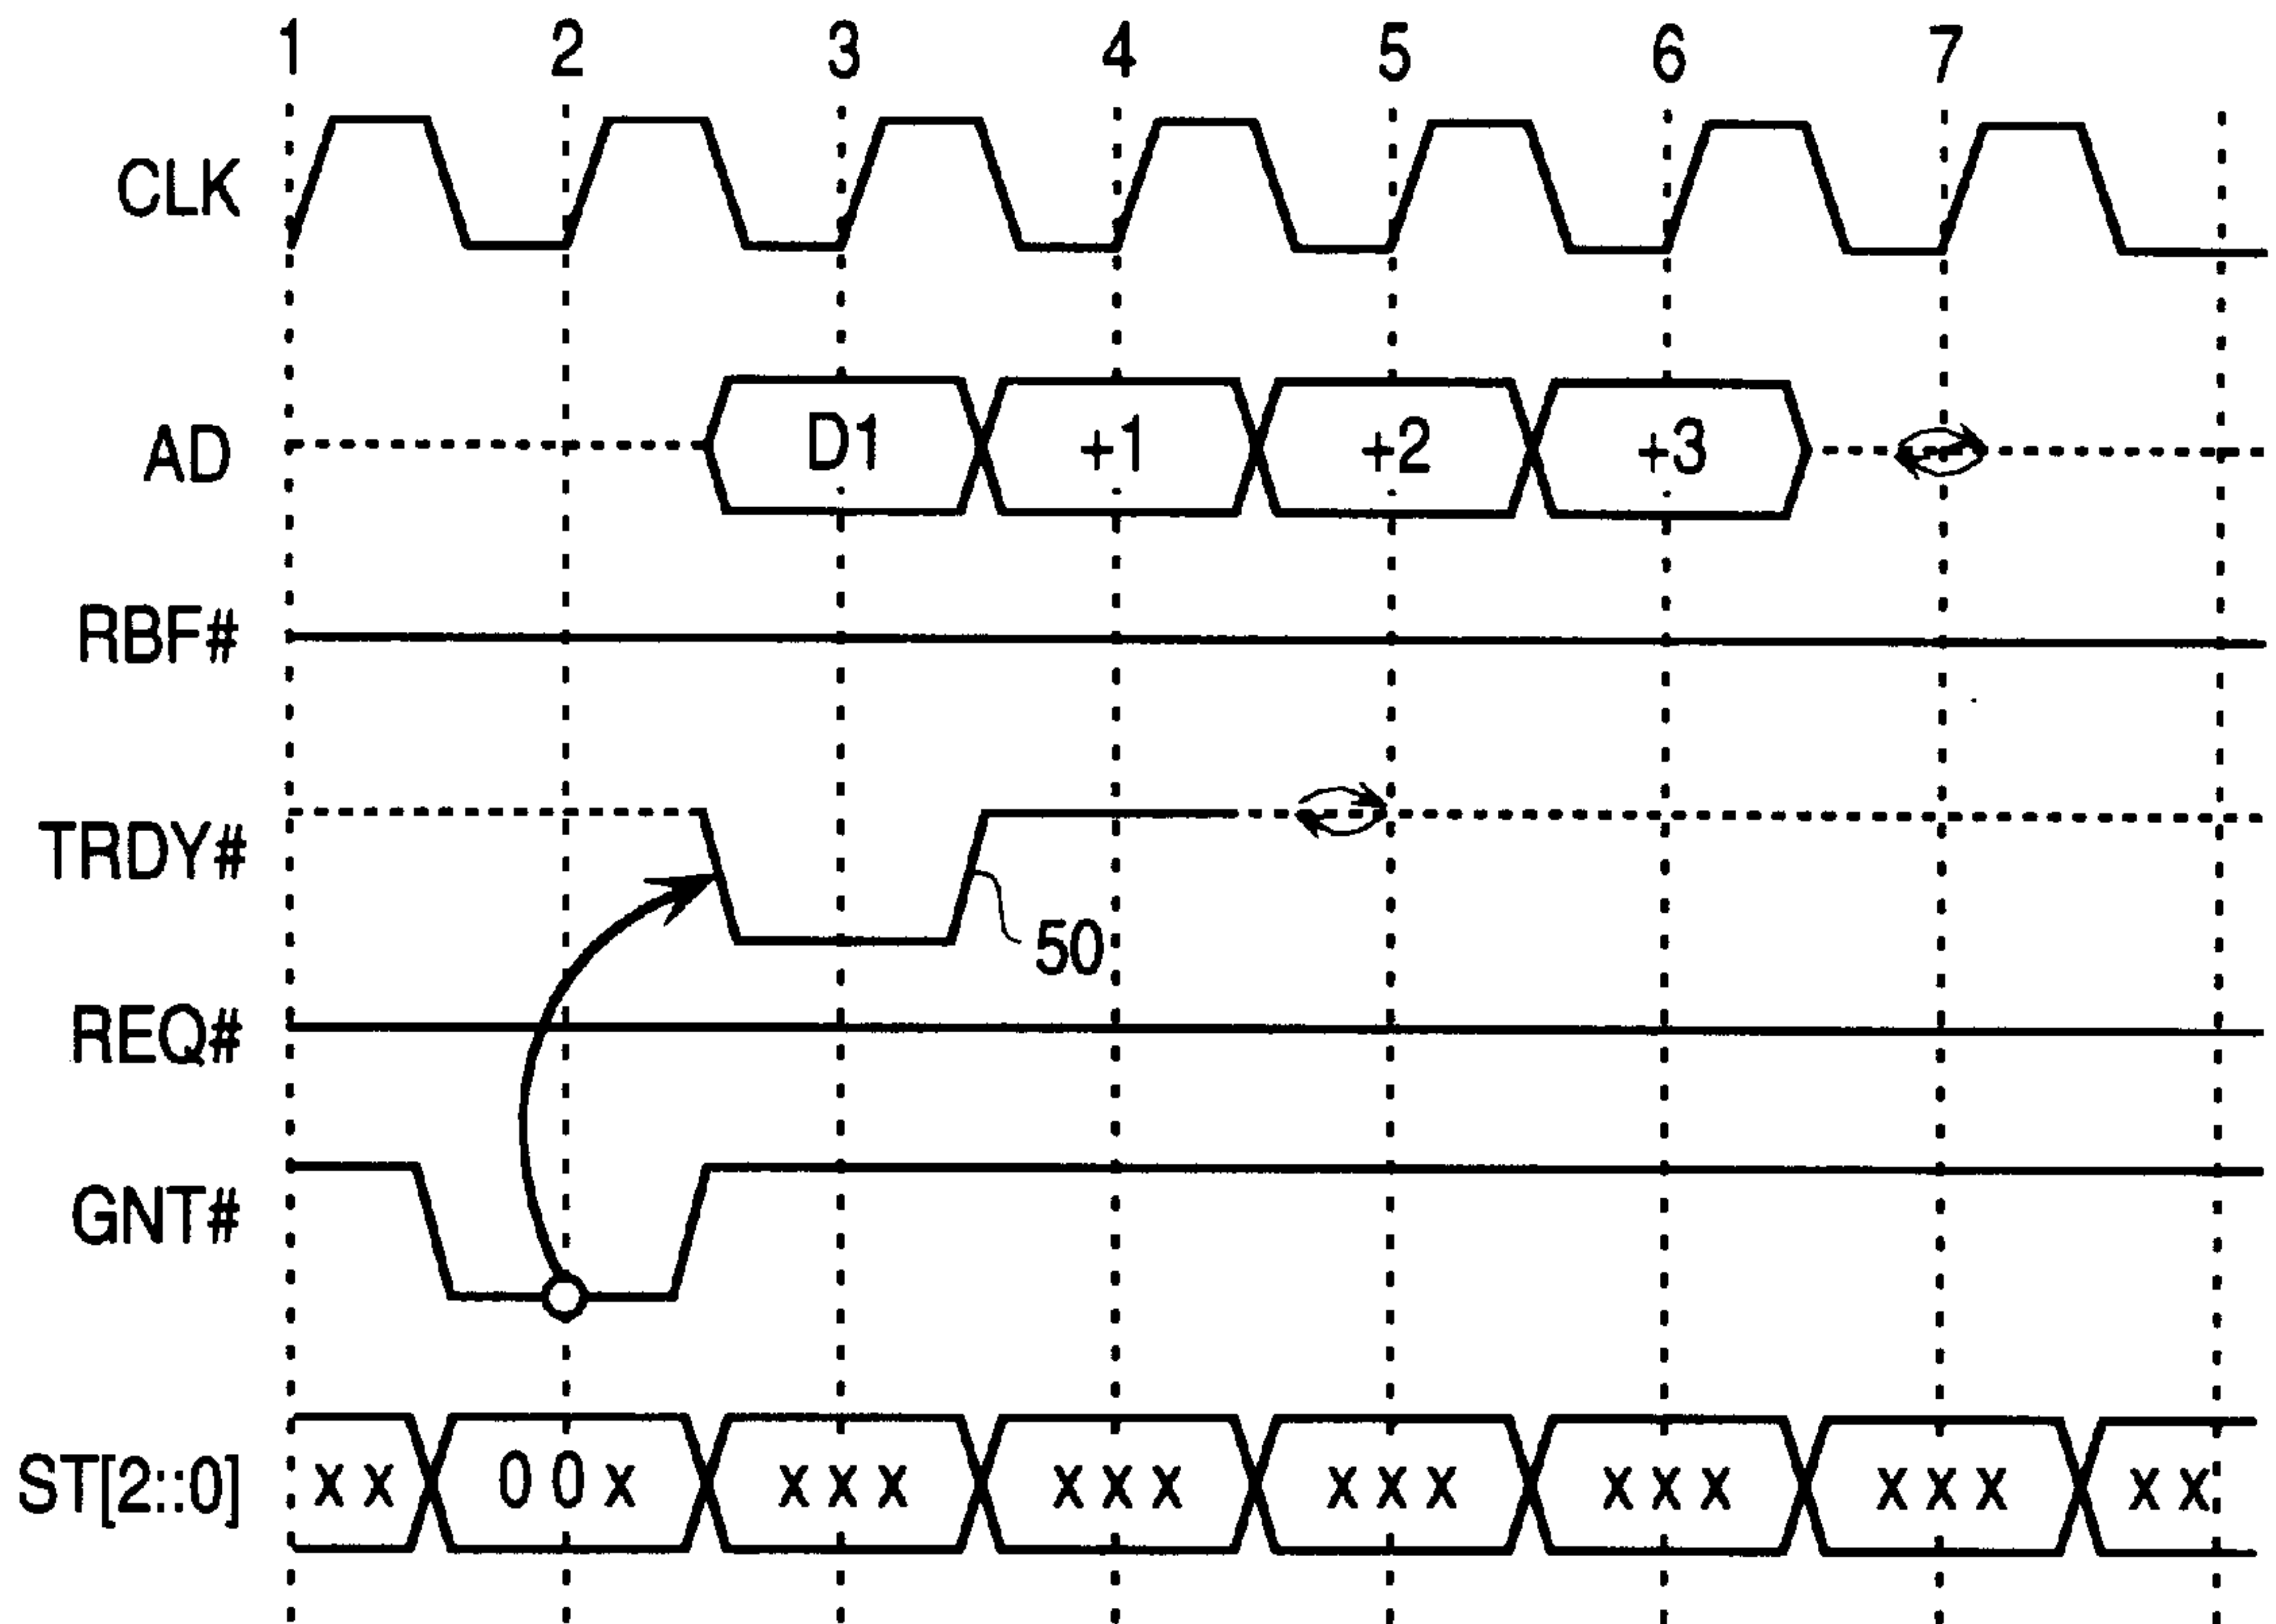 1 2 3 4 5 6 7
CLK
AD D1 +1 +2 +3
RBF#
TRDY#
50
REQ#
GNT#
ST[2::0] x x 0 0 x x x x x x x x x x x x x x x x x x